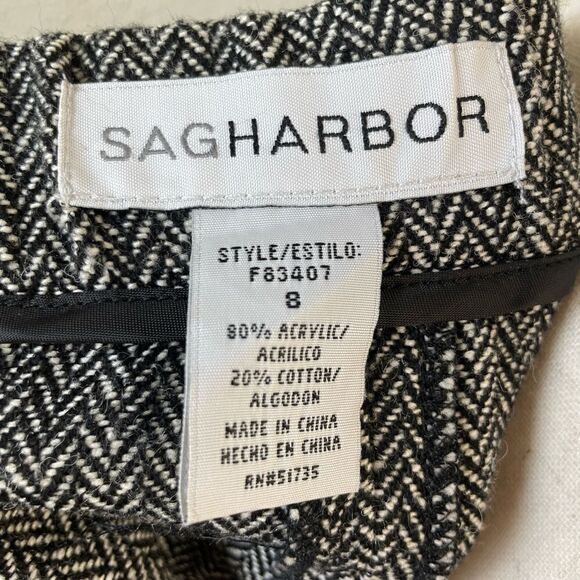 SAGHARBOR
STYLE/ESTILO:
F83407
8
80% ACRYLIC/
ACRILICO
20% COTTON/
ALGODON
MADE IN CHINA
HECHO EN CHINA
RN#51735